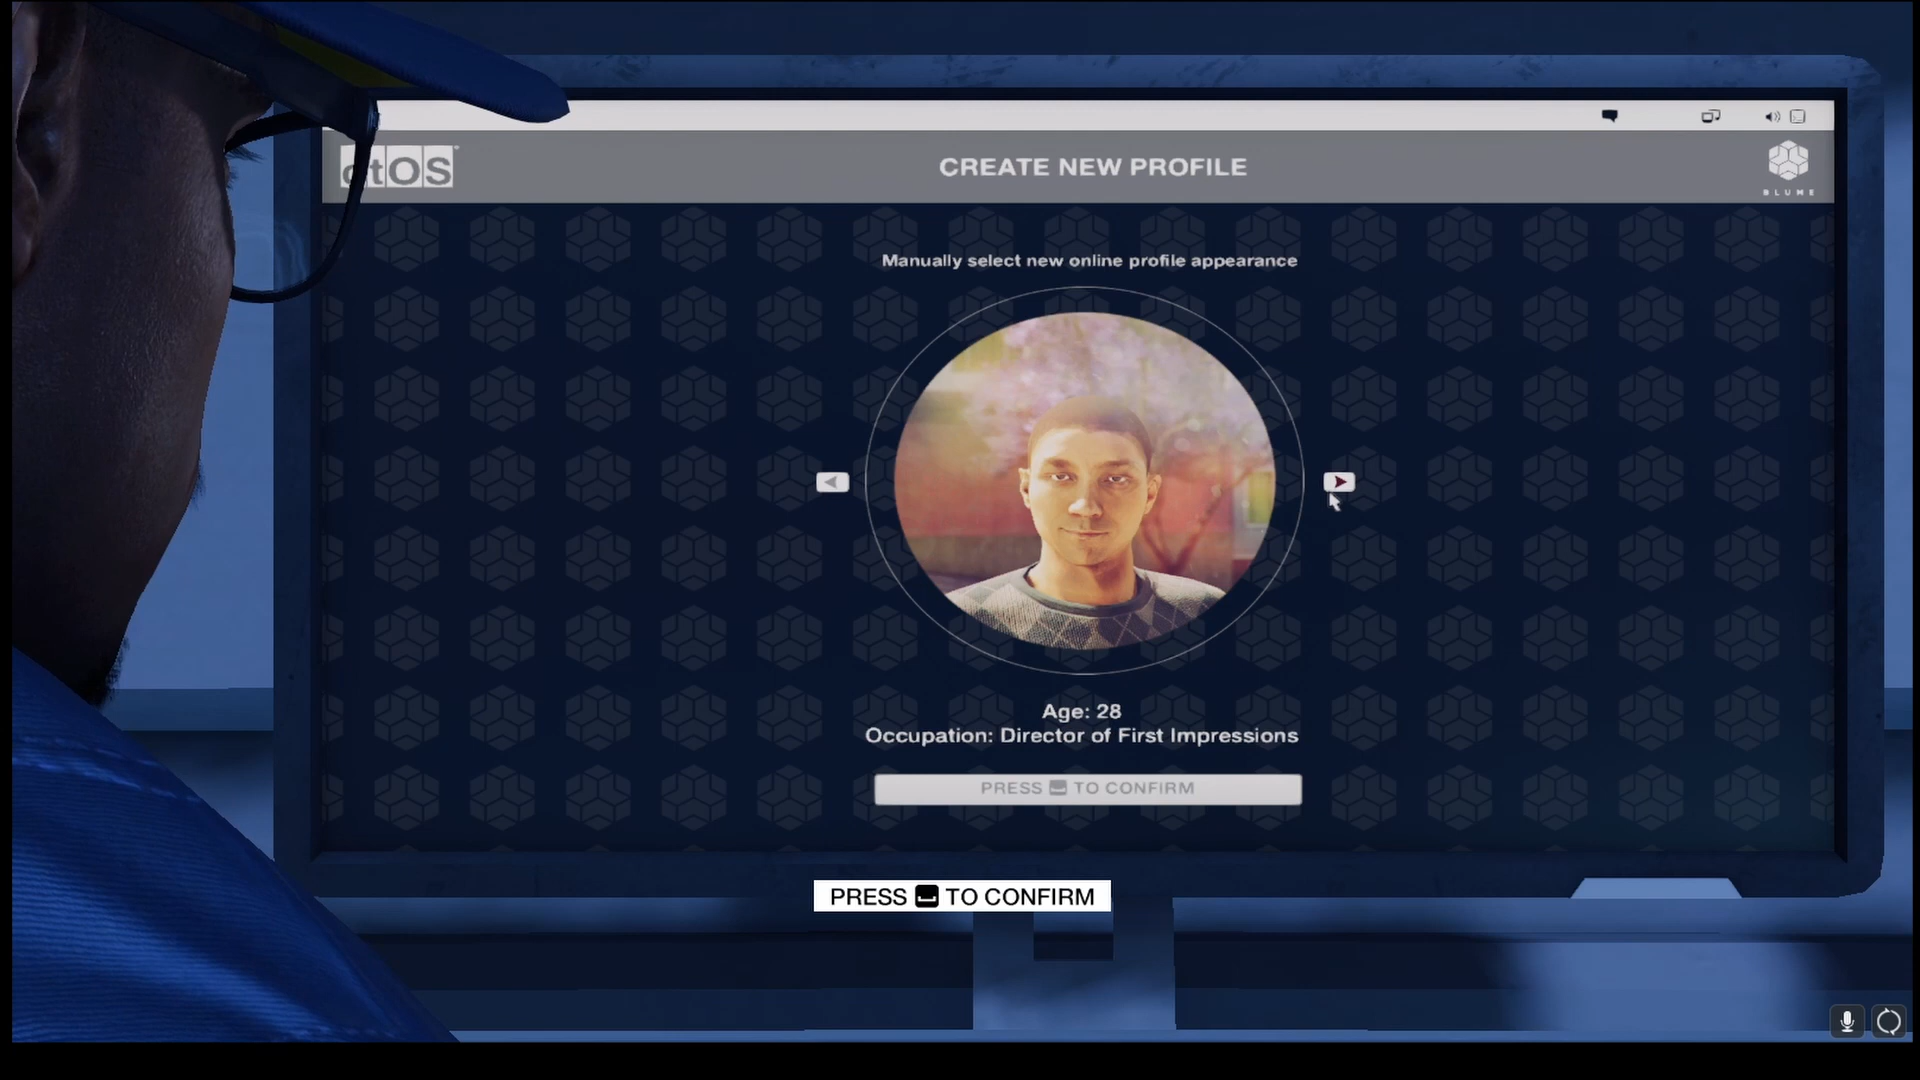 ctOS
CREATE NEW PROFILE
BLUME
Manually select new online profile appearance
Age: 28
Occupation: Director of First Impressions
PRESS TO CONFIRM
PRESS TO CONFIRM